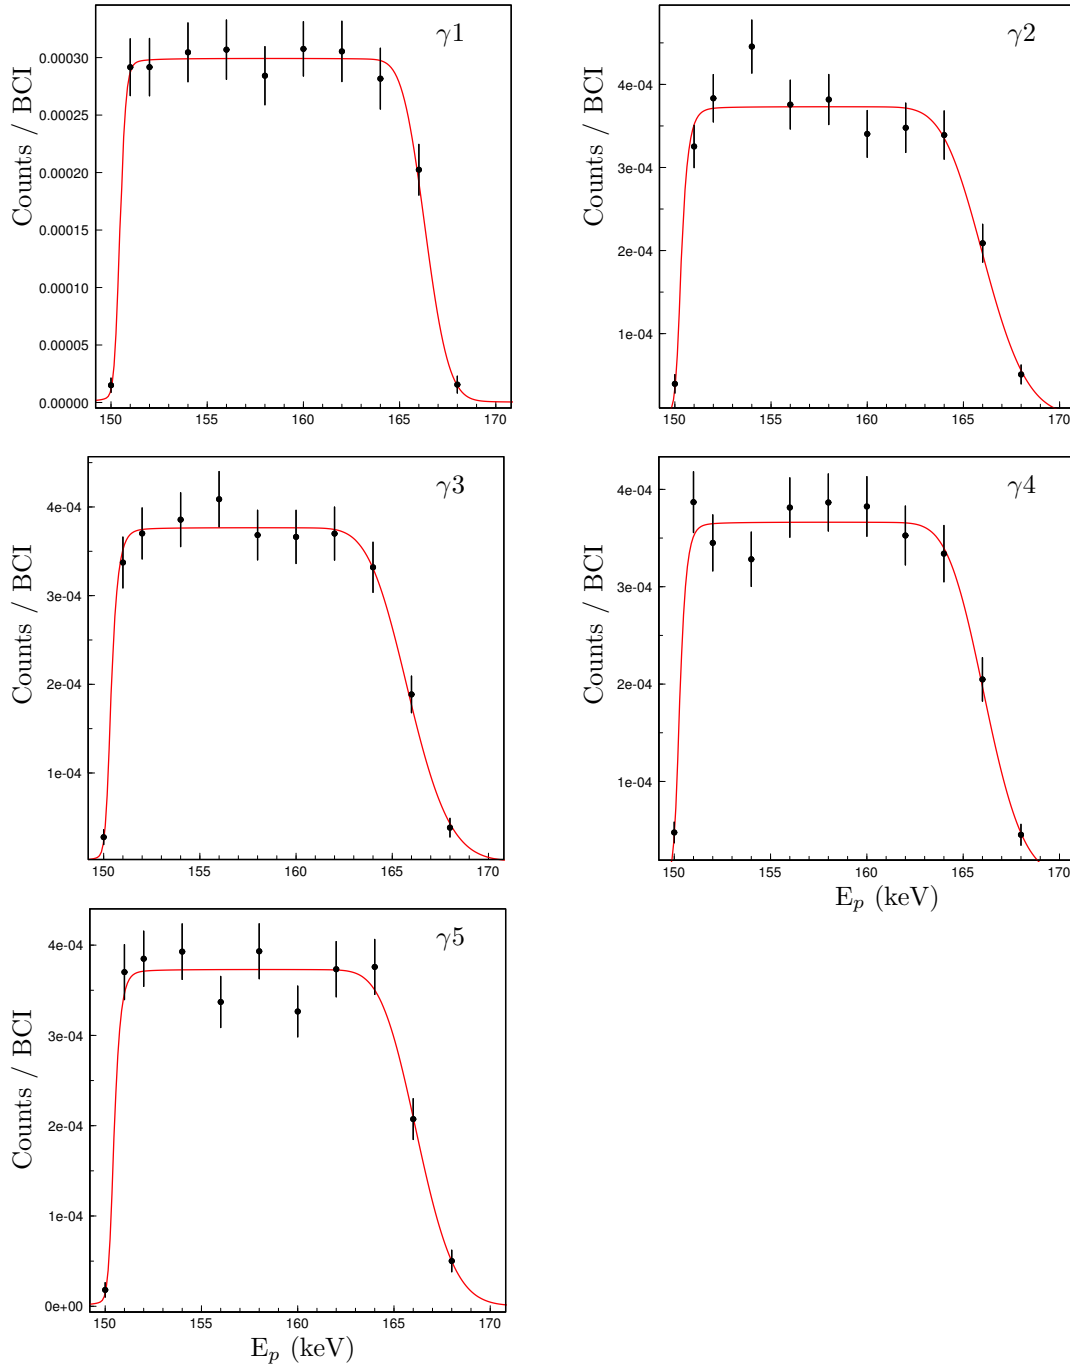 γ1
Counts / BCI
0.00030
0.00025
0.00020
0.00015
0.00010
0.00005
0.00000
150 155 160 165 170
γ2
Counts / BCI
4e-04
3e-04
2e-04
1e-04
150 155 160 165 170
γ3
Counts / BCI
4e-04
3e-04
2e-04
1e-04
150 155 160 165 170
γ4
Counts / BCI
4e-04
3e-04
2e-04
1e-04
150 155 160 165 170
E_p (keV)
γ5
Counts / BCI
4e-04
3e-04
2e-04
1e-04
0e+00
150 155 160 165 170
E_p (keV)